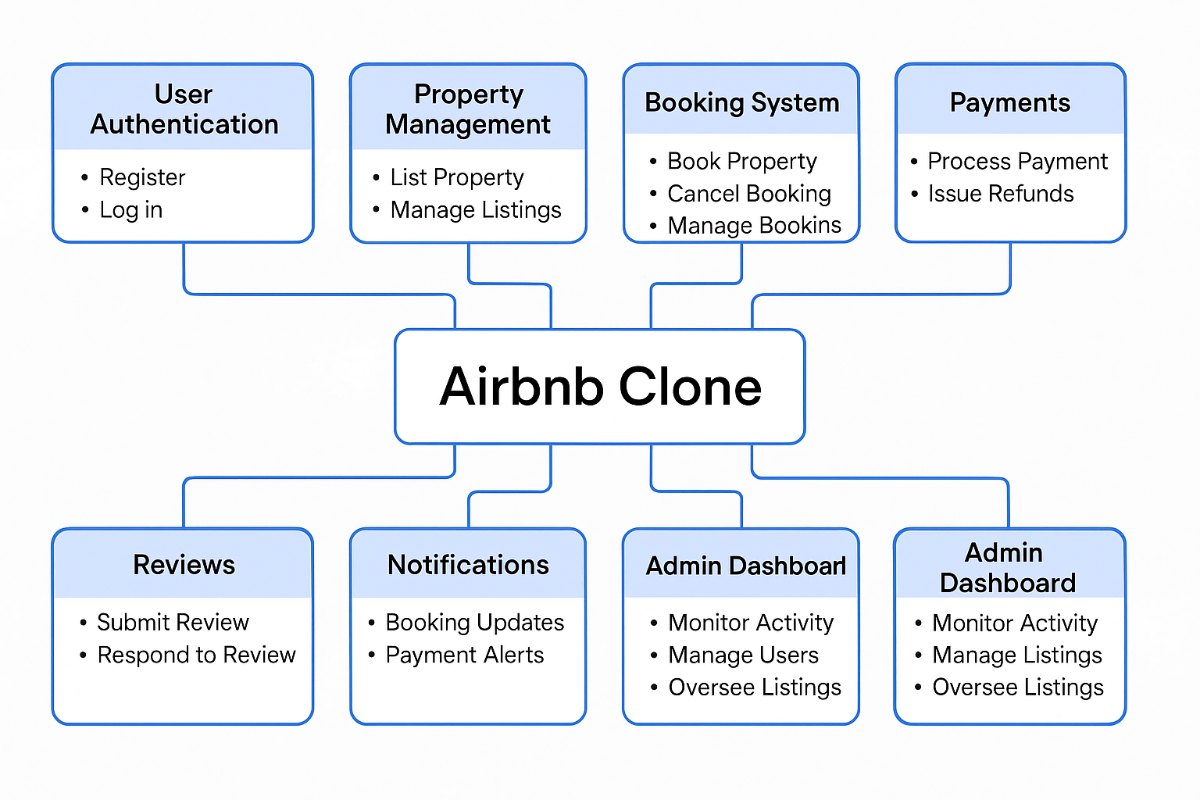 User
Authentication
• Register
• Log in
Property
Management
• List Property
• Manage Listings
Booking System
• Book Property
• Cancel Booking
• Manage Bookins
Payments
• Process Payment
• Issue Refunds
Airbnb Clone
Reviews
• Submit Review
• Respond to Review
Notifications
• Booking Updates
• Payment Alerts
Admin Dashboarl
• Monitor Activity
• Manage Users
• Oversee Listings
Admin
Dashboard
• Monitor Activity
• Manage Listings
• Oversee Listings